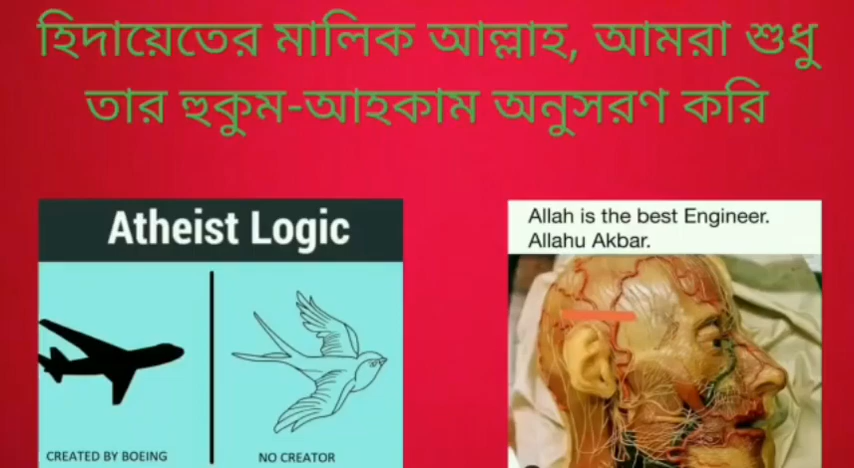 হিদায়েতের মালিক আল্লাহ, আমরা শুধু
তার হুকুম-আহকাম অনুসরণ করি
Atheist Logic
CREATED BY BOEING
NO CREATOR
Allah is the best Engineer.
Allahu Akbar.